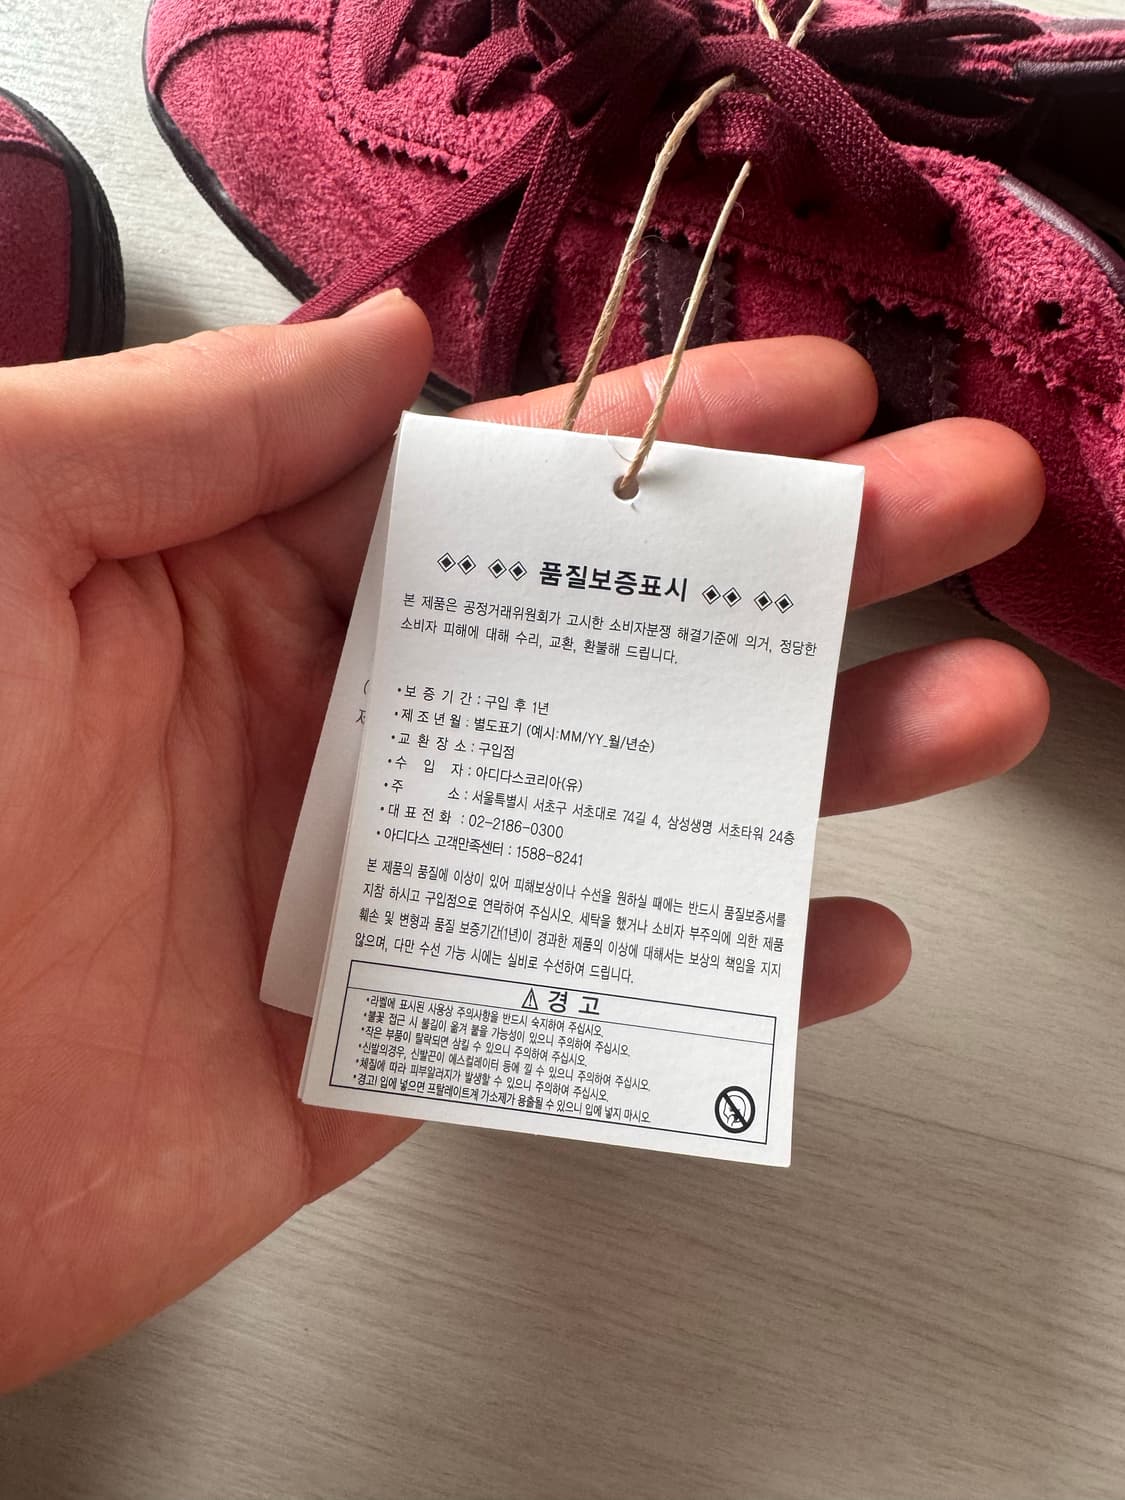 ◈◈ ◈◈ 품질보증표시 ◈◈ ◈◈
본 제품은 공정거래위원회가 고시한 소비자분쟁 해결기준에 의거, 정당한
소비자 피해에 대해 수리, 교환, 환불해 드립니다.
•보 증 기 간 : 구입 후 1년
•제 조 년 월 : 별도표기 (예시:MM/YY_월/년순)
•교 환 장 소 : 구입점
•수 입 자 : 아디다스코리아(유)
•주 소 : 서울특별시 서초구 서초대로 74길 4, 삼성생명 서초타워 24층
•대 표 전 화 : 02-2186-0300
•아디다스 고객만족센터 : 1588-8241
본 제품의 품질에 이상이 있어 피해보상이나 수선을 원하실 때에는 반드시 품질보증서를
지참 하시고 구입점으로 연락하여 주십시오. 세탁을 했거나 소비자 부주의에 의한 제품
훼손 및 변형과 품질 보증기간(1년)이 경과한 제품의 이상에 대해서는 보상의 책임을 지지
않으며, 다만 수선 가능 시에는 실비로 수선하여 드립니다.
⚠ 경 고
•라벨에 표시된 사용상 주의사항을 반드시 숙지하여 주십시오.
•불꽃 접근 시 불길이 옮겨 붙을 가능성이 있으니 주의하여 주십시오.
•작은 부품이 탈락되면 삼킬 수 있으니 주의하여 주십시오.
•신발의경우, 신발끈이 에스컬레이터 등에 낄 수 있으니 주의하여 주십시오.
•체질에 따라 피부알러지가 발생할 수 있으니 주의하여 주십시오.
•경고! 입에 넣으면 프탈레이트계 가소제가 용출될 수 있으니 입에 넣지 마시오.